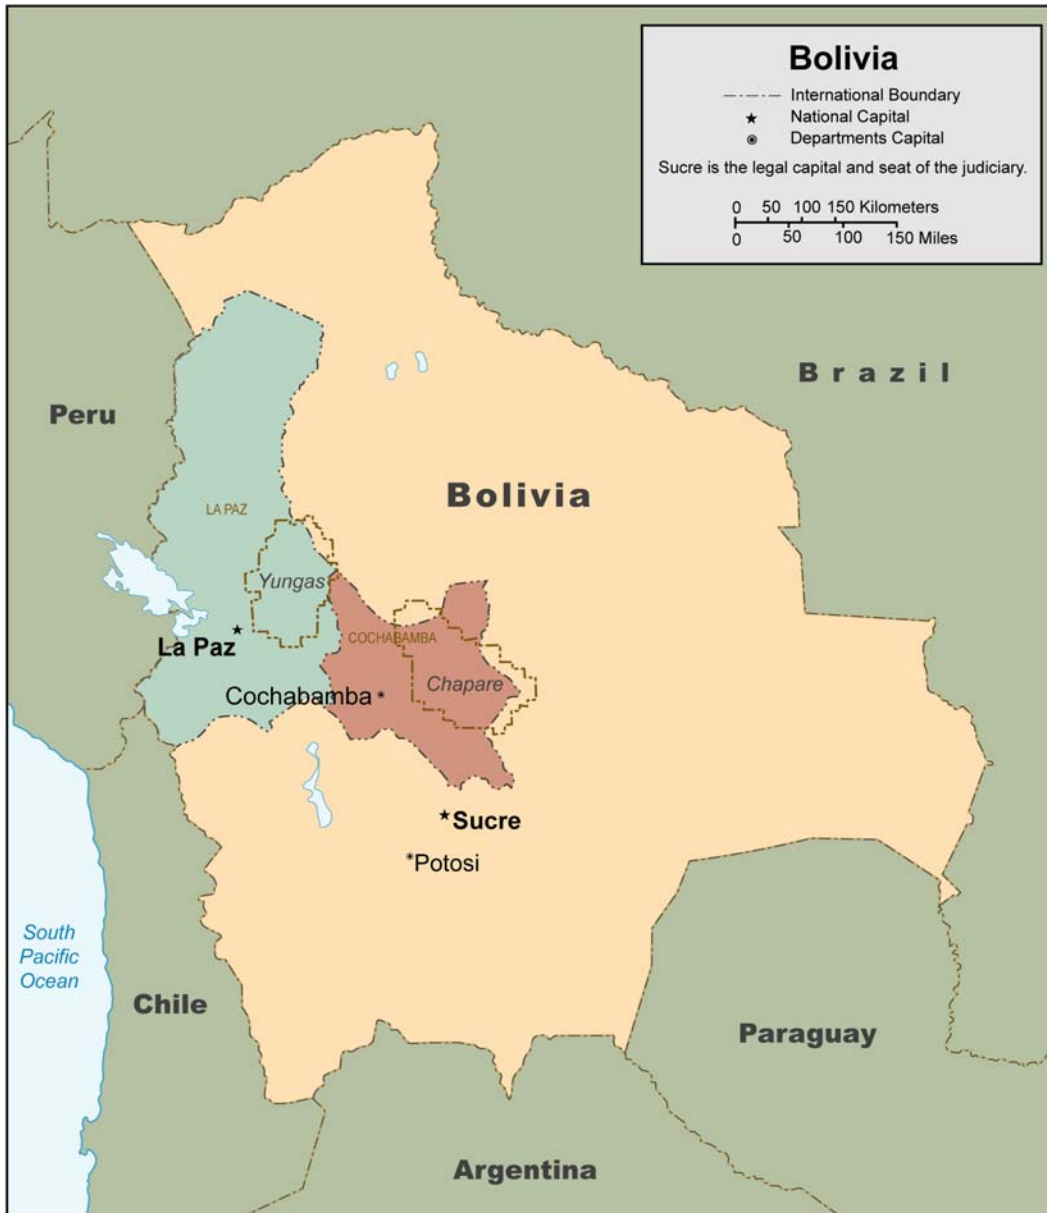 Bolivia
International Boundary
National Capital
Departments Capital
Sucre is the legal capital and seat of the judiciary.
0 50 100 150 Kilometers
0 50 100 150 Miles
Brazil
Peru
Bolivia
LA PAZ
Yungas
La Paz
COCHABAMBA
Chapare
Cochabamba
Sucre
Potosi
South
Pacific
Ocean
Chile
Paraguay
Argentina